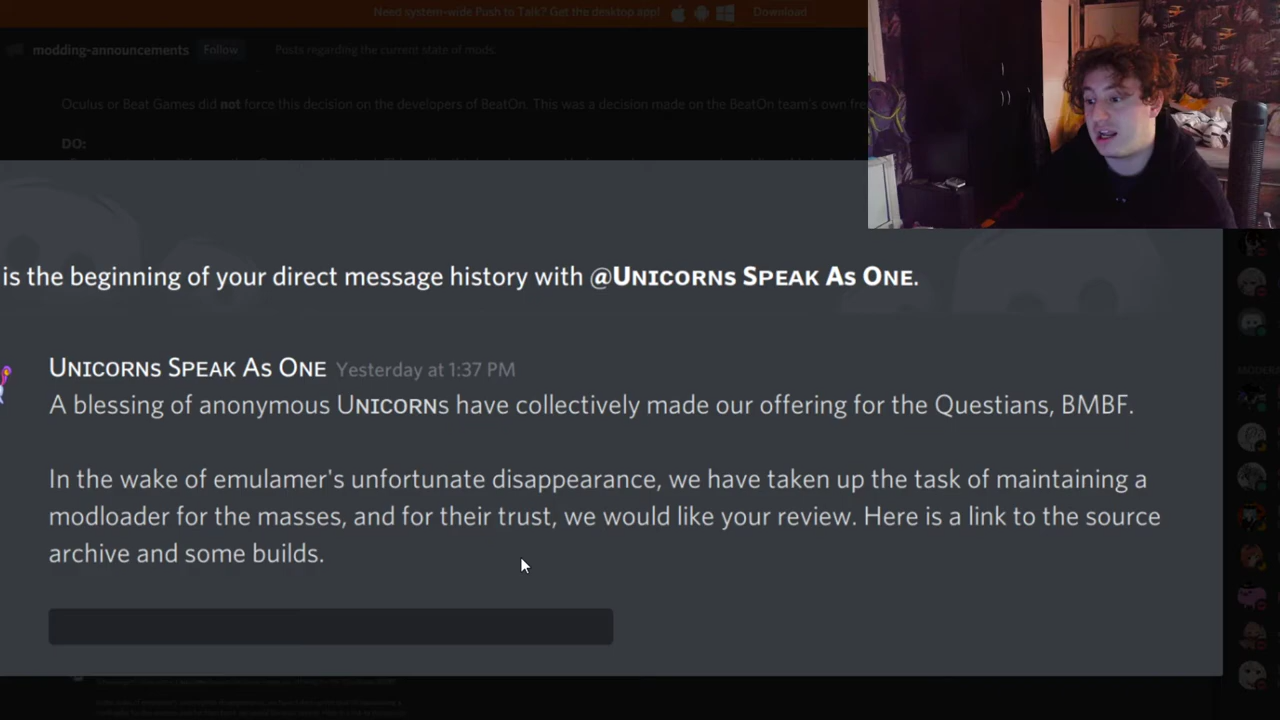 Need system-wide Push to Talk? Get the desktop app!
Download
modding-announcements
Follow
Posts regarding the current state of mods.
Oculus or Beat Games did not force this decision on the developers of BeatOn. This was a decision made on the BeatOn team's own
DO:
is the beginning of your direct message history with @UNICORNS SPEAK AS ONE.
UNICORNS SPEAK AS ONE Yesterday at 1:37 PM
A blessing of anonymous UNICORNs have collectively made our offering for the Questians, BMBF.
In the wake of emulamer's unfortunate disappearance, we have taken up the task of maintaining a
modloader for the masses, and for their trust, we would like your review. Here is a link to the source
archive and some builds.